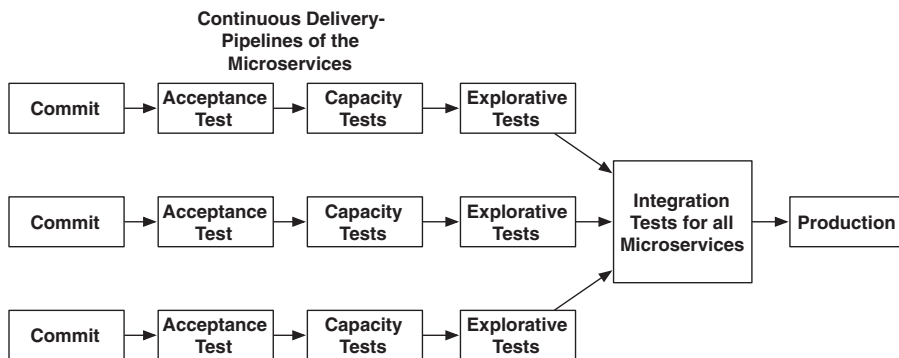 Continuous Delivery-
Pipelines of the
Microservices
Commit
Acceptance
Test
Capacity
Tests
Explorative
Tests
Commit
Acceptance
Test
Capacity
Tests
Explorative
Tests
Integration
Tests for all
Microservices
Production
Commit
Acceptance
Test
Capacity
Tests
Explorative
Tests